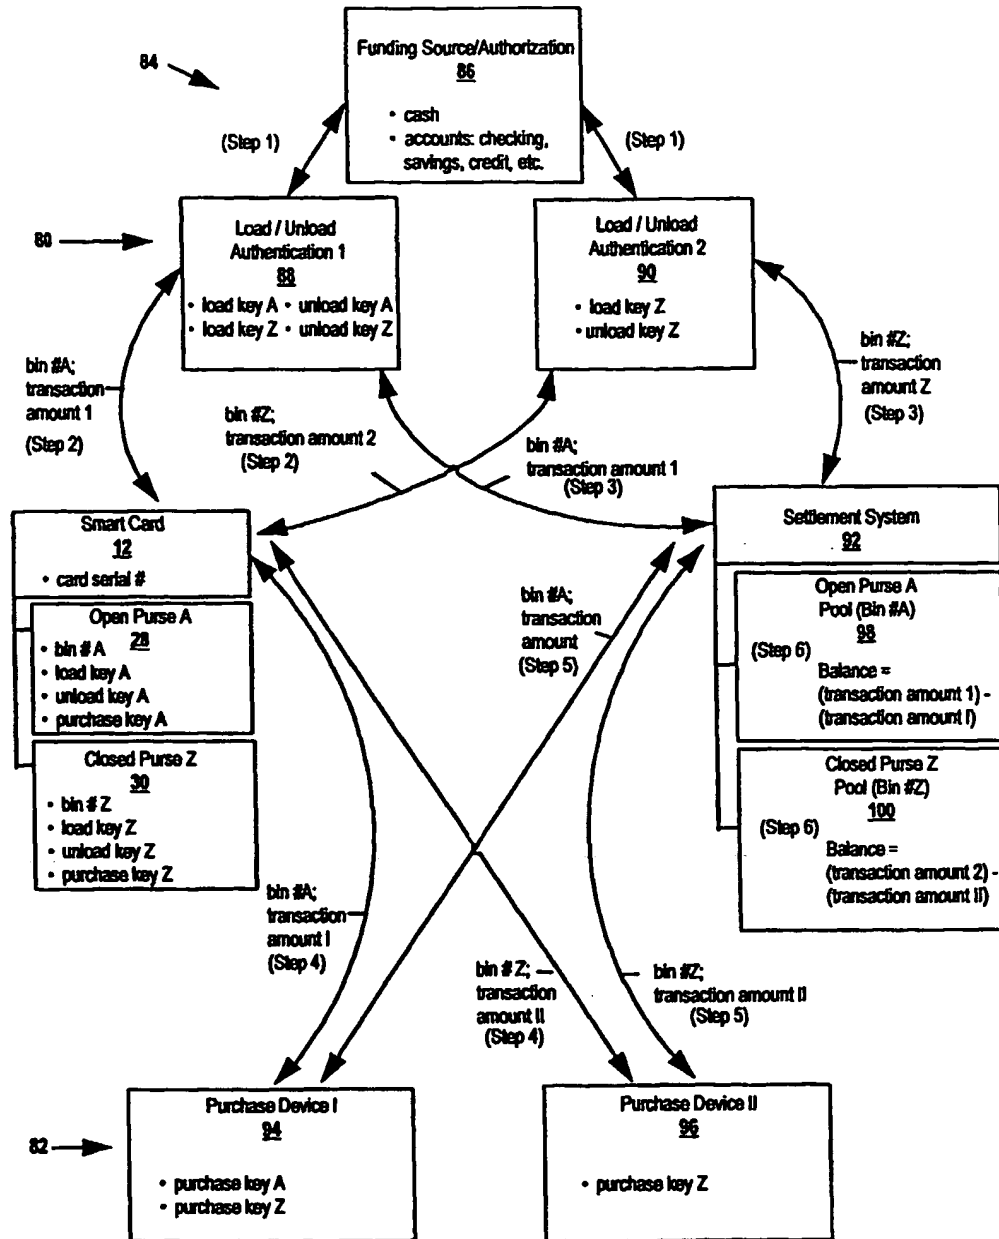 84
Funding Source/Authorization
86
• cash
• accounts: checking,
savings, credit, etc.
(Step 1)
(Step 1)
80
Load / Unload
Authentication 1
88
• load key A • unload key A
• load key Z • unload key Z
Load / Unload
Authentication 2
90
• load key Z
• unload key Z
bin #A;
transaction
amount 1
(Step 2)
bin #Z;
transaction amount 2
(Step 2)
bin #A;
transaction amount 1
(Step 3)
bin #Z;
transaction
amount Z
(Step 3)
Smart Card
12
• card serial #
Open Purse A
28
• bin # A
• load key A
• unload key A
• purchase key A
Closed Purse Z
30
• bin # Z
• load key Z
• unload key Z
• purchase key Z
Settlement System
92
Open Purse A
Pool (Bin #A)
98
(Step 6)
Balance =
(transaction amount 1) -
(transaction amount I)
Closed Purse Z
Pool (Bin #Z)
100
(Step 6)
Balance =
(transaction amount 2) -
(transaction amount II)
bin #A;
transaction
amount
(Step 5)
bin #A;
transaction
amount I
(Step 4)
bin # Z;
transaction
amount II
(Step 4)
bin #Z;
transaction amount II
(Step 5)
82
Purchase Device I
94
• purchase key A
• purchase key Z
Purchase Device II
96
• purchase key Z